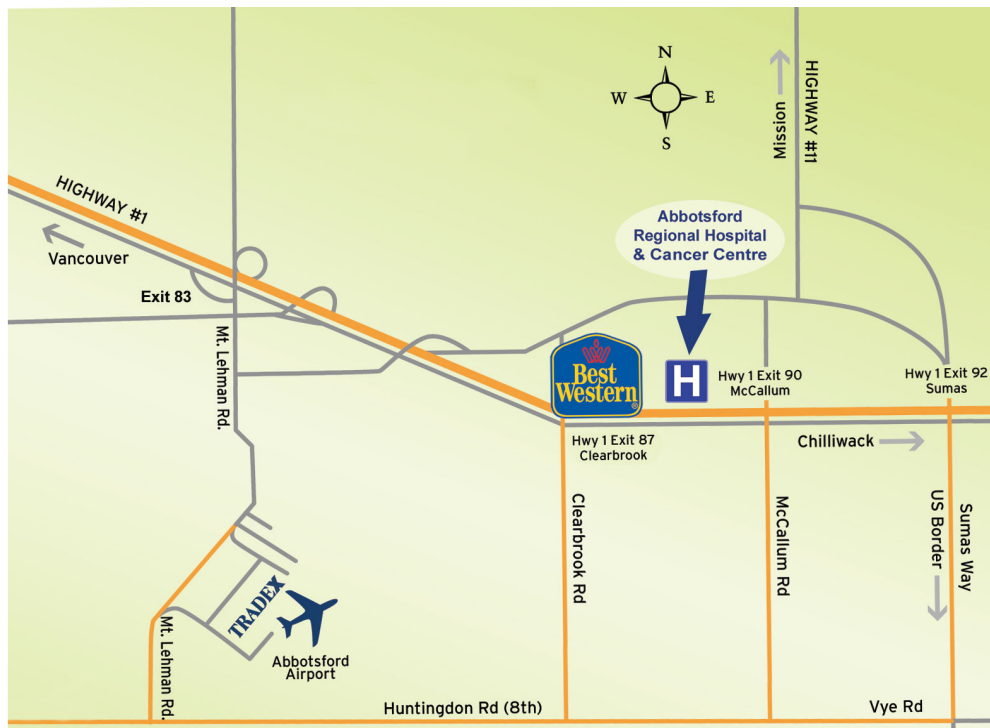 N
W
E
S
HIGHWAY #11
Mission
HIGHWAY #1
Vancouver
Exit 83
Abbotsford
Regional Hospital
& Cancer Centre
Mt. Lehman Rd.
Best
Western
®
H
Hwy 1 Exit 90
McCallum
Hwy 1 Exit 92
Sumas
Hwy 1 Exit 87
Clearbrook
Chilliwack
Clearbrook Rd
McCallum Rd
US Border
Sumas Way
TRADEX
Mt. Lehman Rd.
Abbotsford
Airport
Huntingdon Rd (8th)
Vye Rd